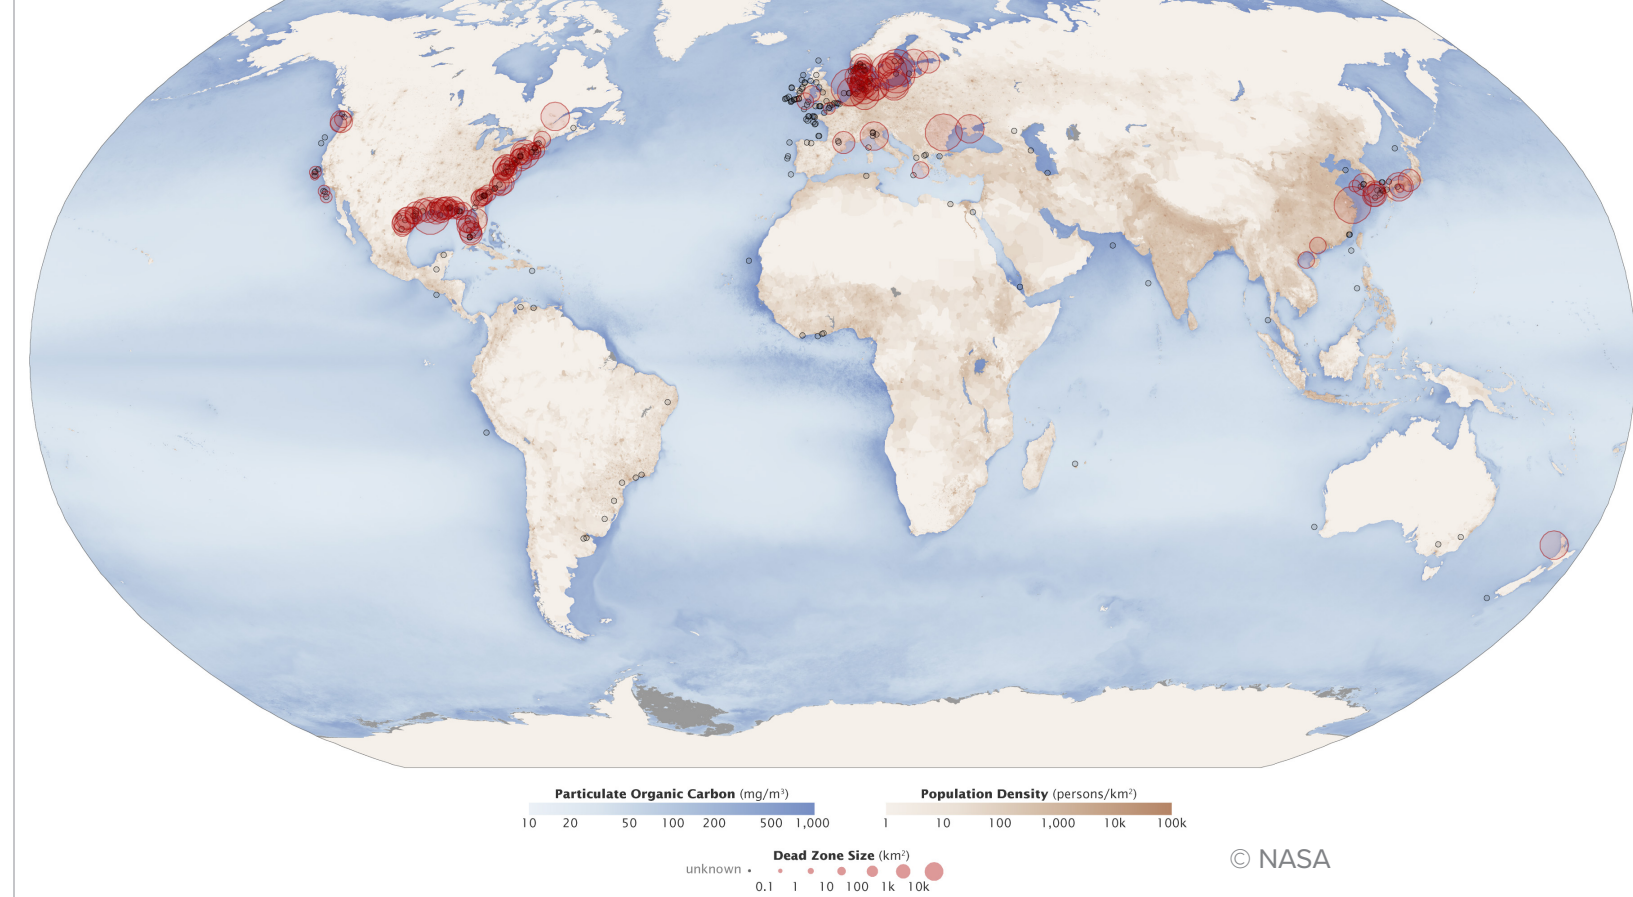 Particulate Organic Carbon (mg/m³)
10 20 50 100 200 500 1,000
Population Density (persons/km²)
1 10 100 1,000 10k 100k
Dead Zone Size (km²)
unknown
0.1 1 10 100 1k 10k
© NASA